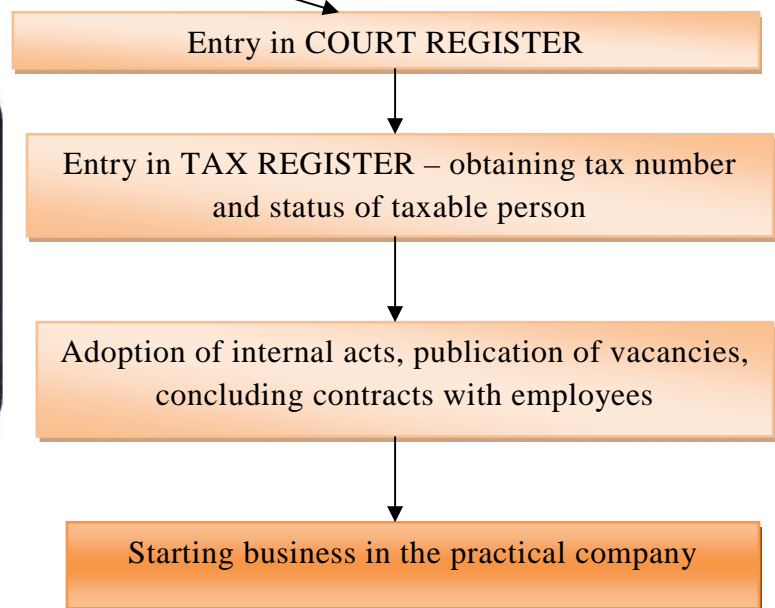 Entry in COURT REGISTER
Entry in TAX REGISTER – obtaining tax number
and status of taxable person
Adoption of internal acts, publication of vacancies,
concluding contracts with employees
Starting business in the practical company